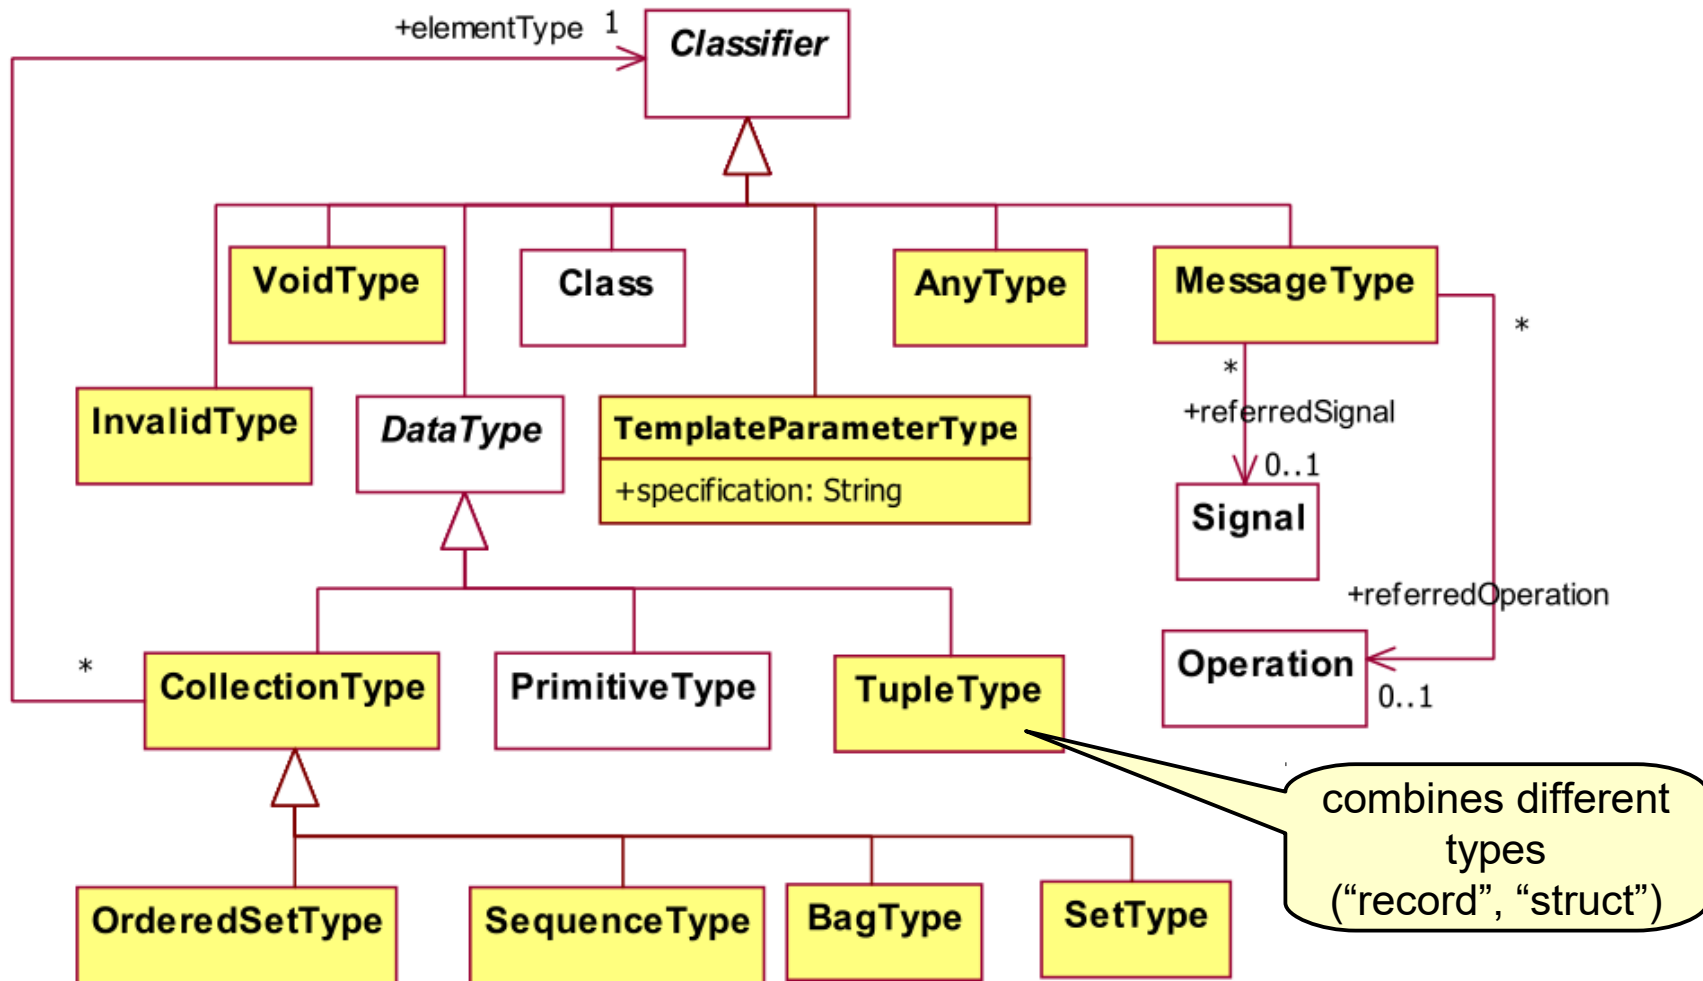 +elementType 1
Classifier
VoidType
Class
AnyType
MessageType
*
*
InvalidType
DataType
TemplateParameterType
+specification: String
+referredSignal
0..1
Signal
+referredOperation
Operation
0..1
*
CollectionType
PrimitiveType
TupleType
combines different
types
(“record”, “struct”)
OrderedSetType
SequenceType
BagType
SetType